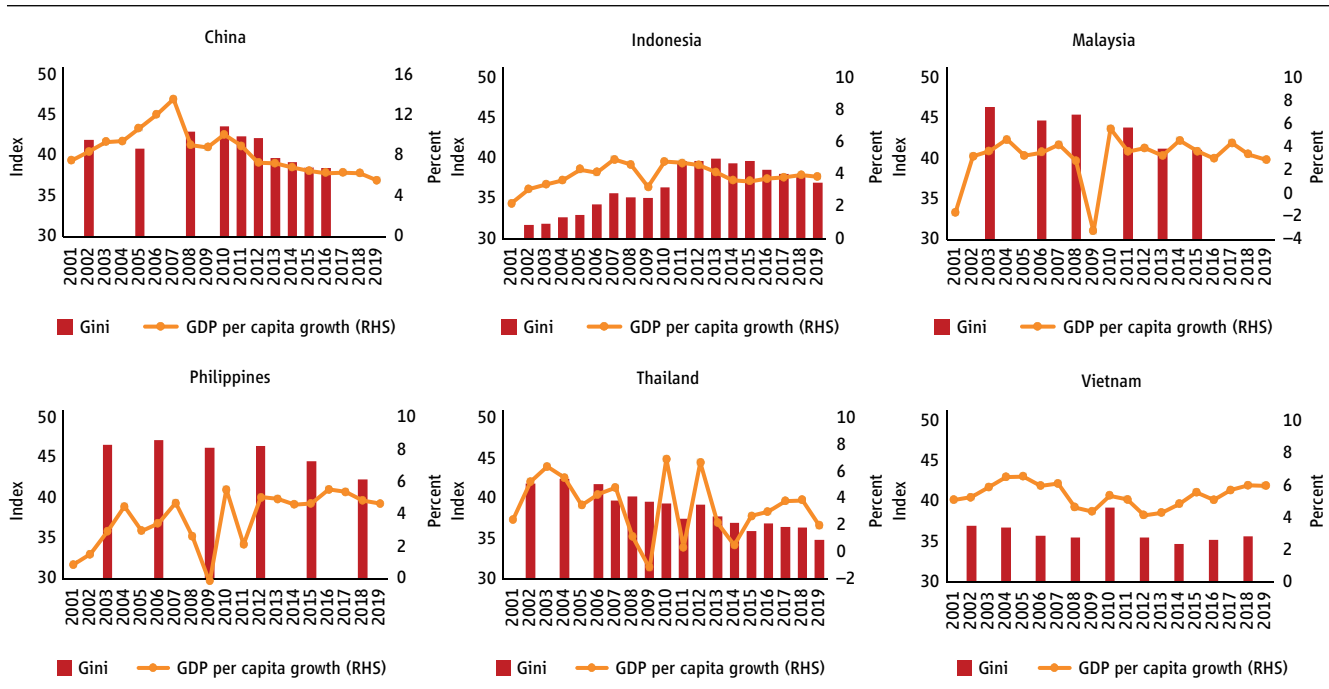 China
Index
50
45
40
35
30
16
12
8
4
0
Percent
2001 2002 2003 2004 2005 2006 2007 2008 2009 2010 2011 2012 2013 2014 2015 2016 2017 2018 2019
Gini GDP per capita growth (RHS)
Indonesia
Index
50
45
40
35
30
10
8
6
4
2
0
Percent
2001 2002 2003 2004 2005 2006 2007 2008 2009 2010 2011 2012 2013 2014 2015 2016 2017 2018 2019
Gini GDP per capita growth (RHS)
Malaysia
Index
50
45
40
35
30
10
8
6
4
2
0
–2
–4
Percent
2001 2002 2003 2004 2005 2006 2007 2008 2009 2010 2011 2012 2013 2014 2015 2016 2017 2018 2019
Gini GDP per capita growth (RHS)
Philippines
Index
50
45
40
35
30
10
8
6
4
2
0
Percent
2001 2002 2003 2004 2005 2006 2007 2008 2009 2010 2011 2012 2013 2014 2015 2016 2017 2018 2019
Gini GDP per capita growth (RHS)
Thailand
Index
50
45
40
35
30
10
8
6
4
2
0
–2
Percent
2001 2002 2003 2004 2005 2006 2007 2008 2009 2010 2011 2012 2013 2014 2015 2016 2017 2018 2019
Gini GDP per capita growth (RHS)
Vietnam
Index
50
45
40
35
30
10
8
6
4
2
0
Percent
2001 2002 2003 2004 2005 2006 2007 2008 2009 2010 2011 2012 2013 2014 2015 2016 2017 2018 2019
Gini GDP per capita growth (RHS)